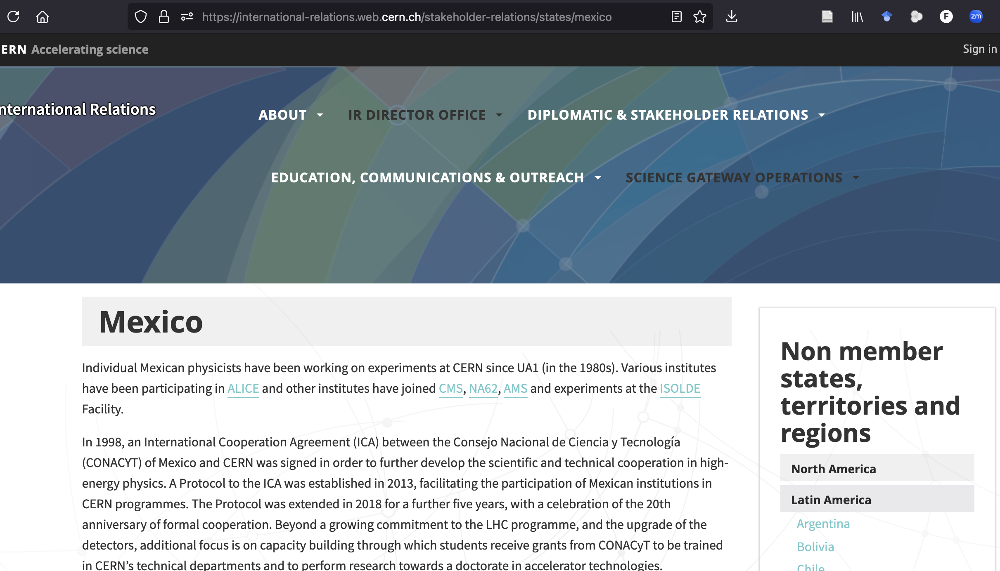 https://international-relations.web.cern.ch/stakeholder-relations/states/mexico
F
zm
ERN Accelerating science
Sign in
nternational Relations
ABOUT
IR DIRECTOR OFFICE
DIPLOMATIC & STAKEHOLDER RELATIONS
EDUCATION, COMMUNICATIONS & OUTREACH
SCIENCE GATEWAY OPERATIONS
Mexico
Individual Mexican physicists have been working on experiments at CERN since UA1 (in the 1980s). Various institutes
have been participating in ALICE and other institutes have joined CMS, NA62, AMS and experiments at the ISOLDE
Facility.
In 1998, an International Cooperation Agreement (ICA) between the Consejo Nacional de Ciencia y Tecnología
(CONACYT) of Mexico and CERN was signed in order to further develop the scientific and technical cooperation in high-
energy physics. A Protocol to the ICA was established in 2013, facilitating the participation of Mexican institutions in
CERN programmes. The Protocol was extended in 2018 for a further five years, with a celebration of the 20th
anniversary of formal cooperation. Beyond a growing commitment to the LHC programme, and the upgrade of the
detectors, additional focus is on capacity building through which students receive grants from CONACyT to be trained
in CERN’s technical departments and to perform research towards a doctorate in accelerator technologies.
Non member
states,
territories and
regions
North America
Latin America
Argentina
Bolivia
Chile